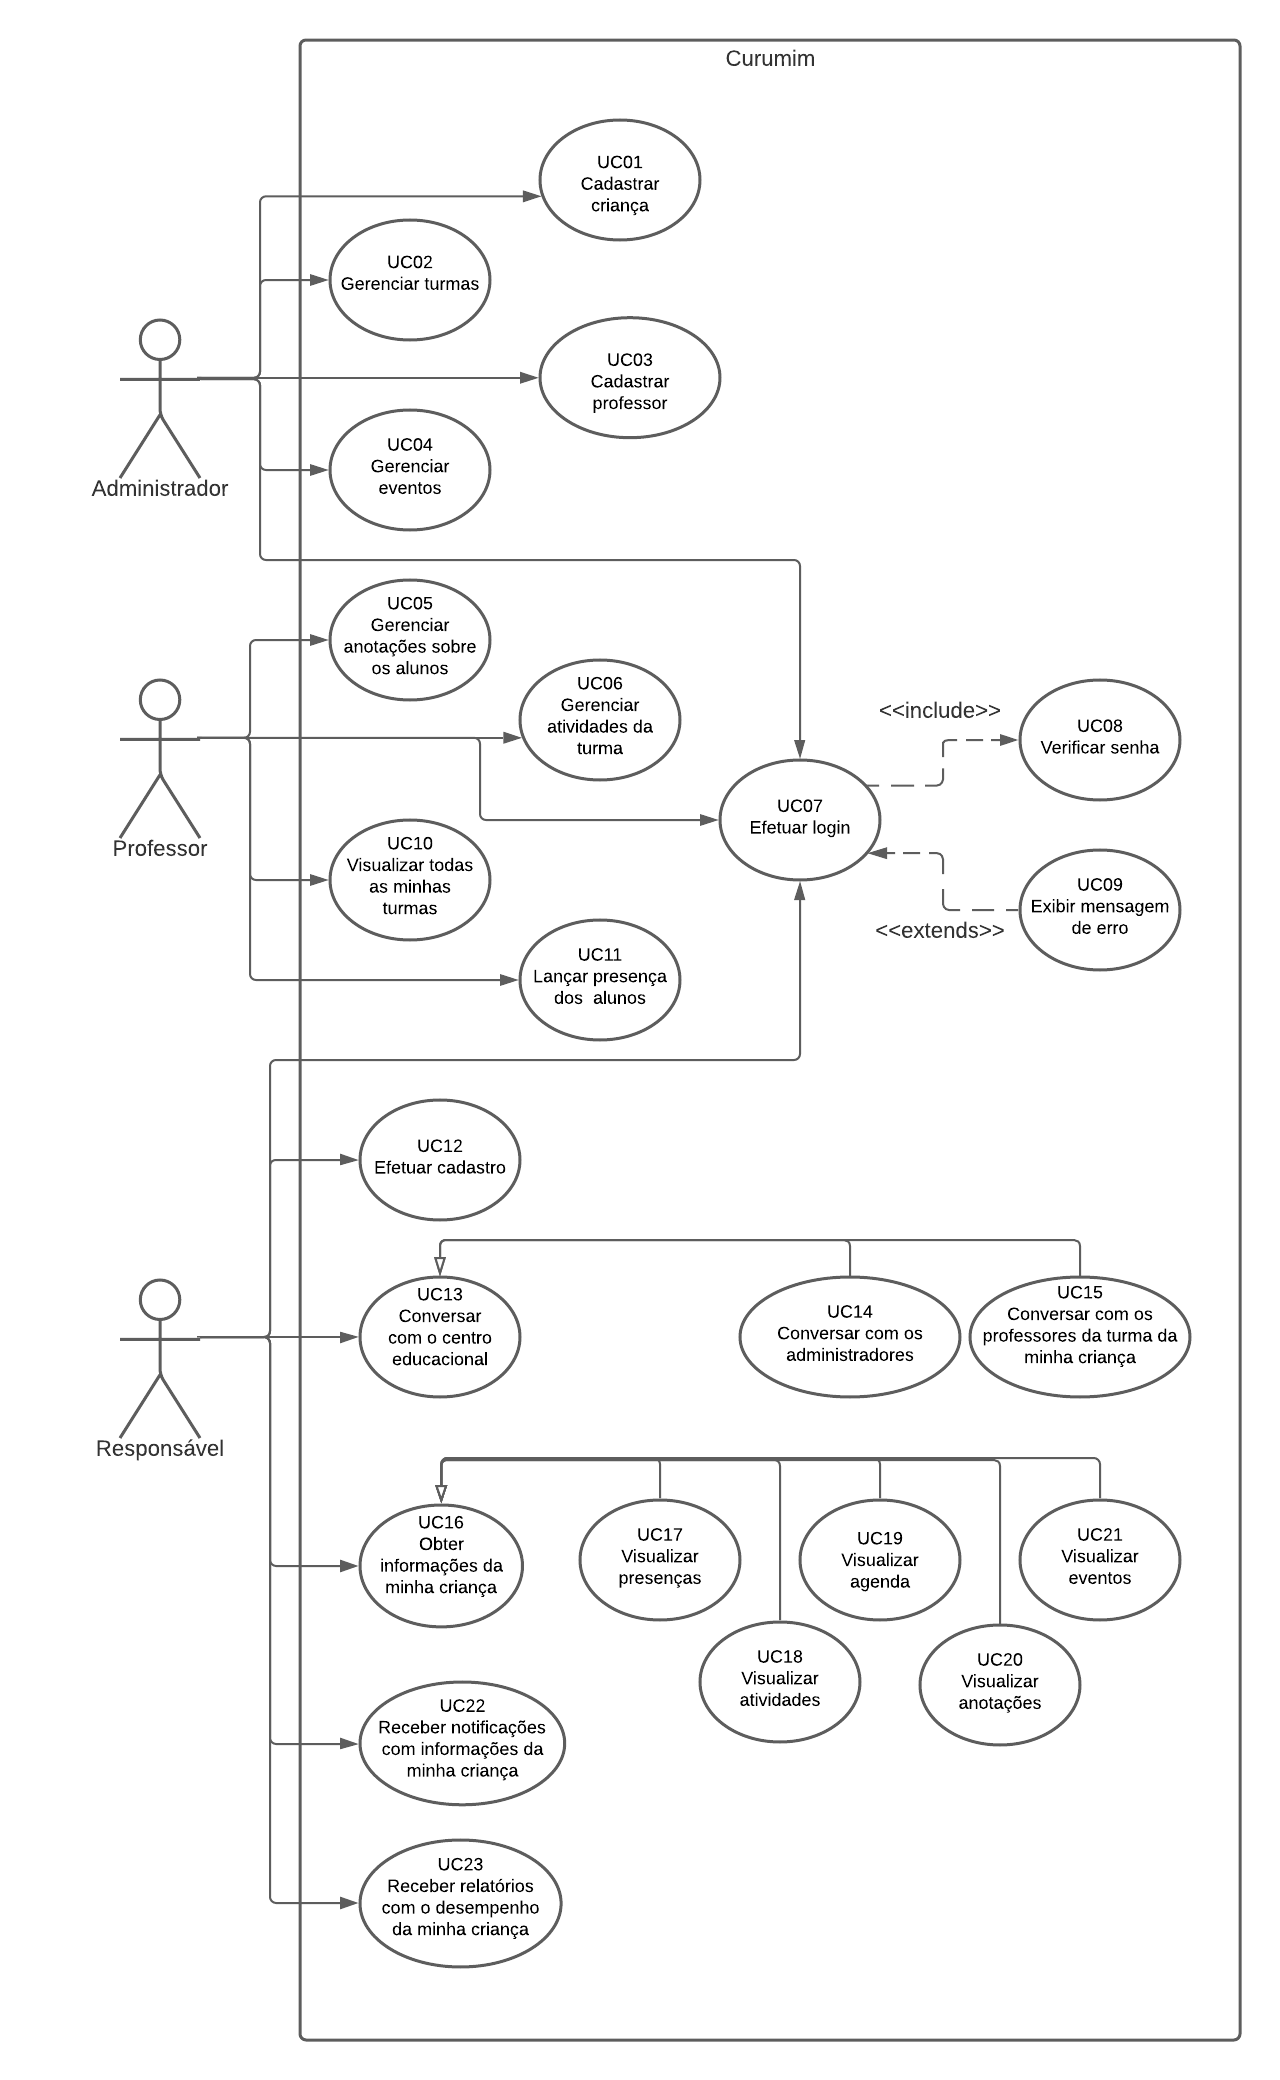 Curumim
UC01
Cadastrar
criança
UC02
Gerenciar turmas
UC03
Cadastrar
professor
Administrador
UC04
Gerenciar
eventos
UC05
Gerenciar
anotações sobre
os alunos
Professor
UC06
Gerenciar
atividades da
turma
UC07
Efetuar login
<<include>>
UC08
Verificar senha
UC09
Exibir mensagem
de erro
<<extends>>
UC10
Visualizar todas
as minhas
turmas
UC11
Lançar presença
dos  alunos
UC12
Efetuar cadastro
Responsável
UC13
Conversar
com o centro
educacional
UC14
Conversar com os
administradores
UC15
Conversar com os
professores da turma da
minha criança
UC16
Obter
informações da
minha criança
UC17
Visualizar
presenças
UC18
Visualizar
atividades
UC19
Visualizar
agenda
UC20
Visualizar
anotações
UC21
Visualizar
eventos
UC22
Receber notificações
com informações da
minha criança
UC23
Receber relatórios
com o desempenho
da minha criança